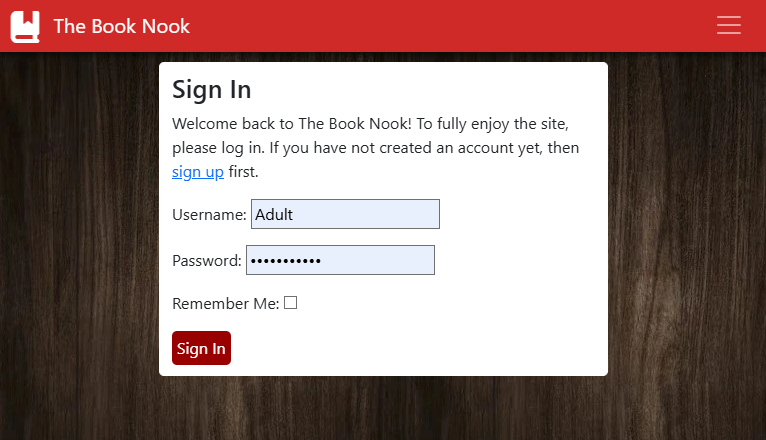 The Book Nook
Sign In
Welcome back to The Book Nook! To fully enjoy the site,
please log in. If you have not created an account yet, then
sign up first.
Username: Adult
Password: •••••••••••
Remember Me:
Sign In